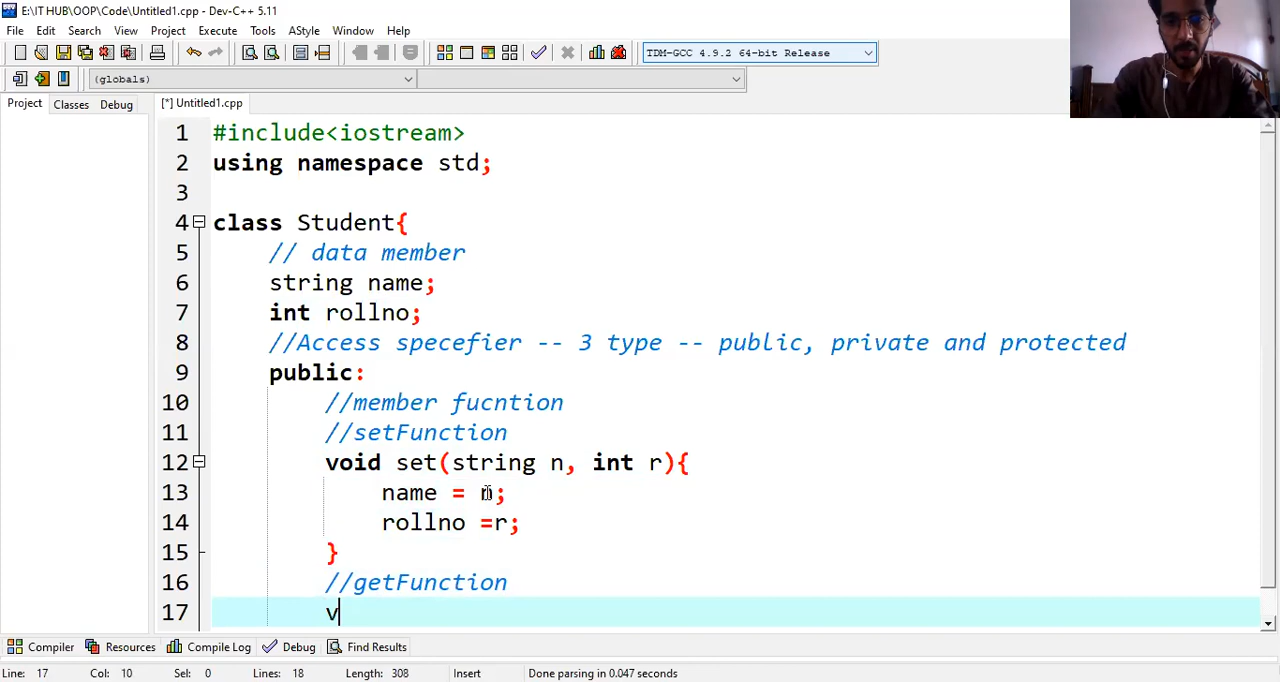 E:\IT HUB\OOP\Code\Untitled1.cpp - Dev-C++ 5.11
File Edit Search View Project Execute Tools AStyle Window Help
TDM-GCC 4.9.2 64-bit Release
(globals)
Project Classes Debug [*] Untitled1.cpp
1 #include<iostream>
2 using namespace std;
3
4 class Student{
5 // data member
6 string name;
7 int rollno;
8 //Access specefier -- 3 type -- public, private and protected
9 public:
10 //member fucntion
11 //setFunction
12 void set(string n, int r){
13 name = n;
14 rollno =r;
15 }
16 //getFunction
17 v
Compiler Resources Compile Log Debug Find Results
Line: 17 Col: 10 Sel: 0 Lines: 18 Length: 308 Insert Done parsing in 0.047 seconds